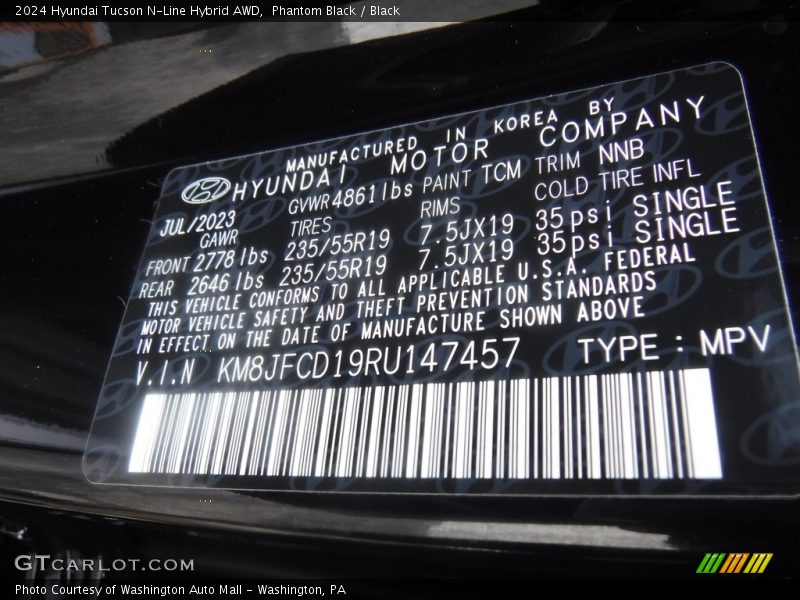 2024 Hyundai Tucson N-Line Hybrid AWD, Phantom Black / Black
MANUFACTURED IN KOREA BY
HYUNDAI MOTOR COMPANY
JUL/2023 GVWR 4861lbs PAINT TCM TRIM NNB
GAWR TIRES RIMS COLD TIRE INFL
FRONT 2778 lbs 235/55R19 7.5JX19 35psi SINGLE
REAR 2646 lbs 235/55R19 7.5JX19 35psi SINGLE
THIS VEHICLE CONFORMS TO ALL APPLICABLE U.S.A. FEDERAL
MOTOR VEHICLE SAFETY AND THEFT PREVENTION STANDARDS
IN EFFECT ON THE DATE OF MANUFACTURE SHOWN ABOVE
V.I.N KM8JFCD19RU147457 TYPE : MPV
GTCARLOT.COM
Photo Courtesy of Washington Auto Mall - Washington, PA